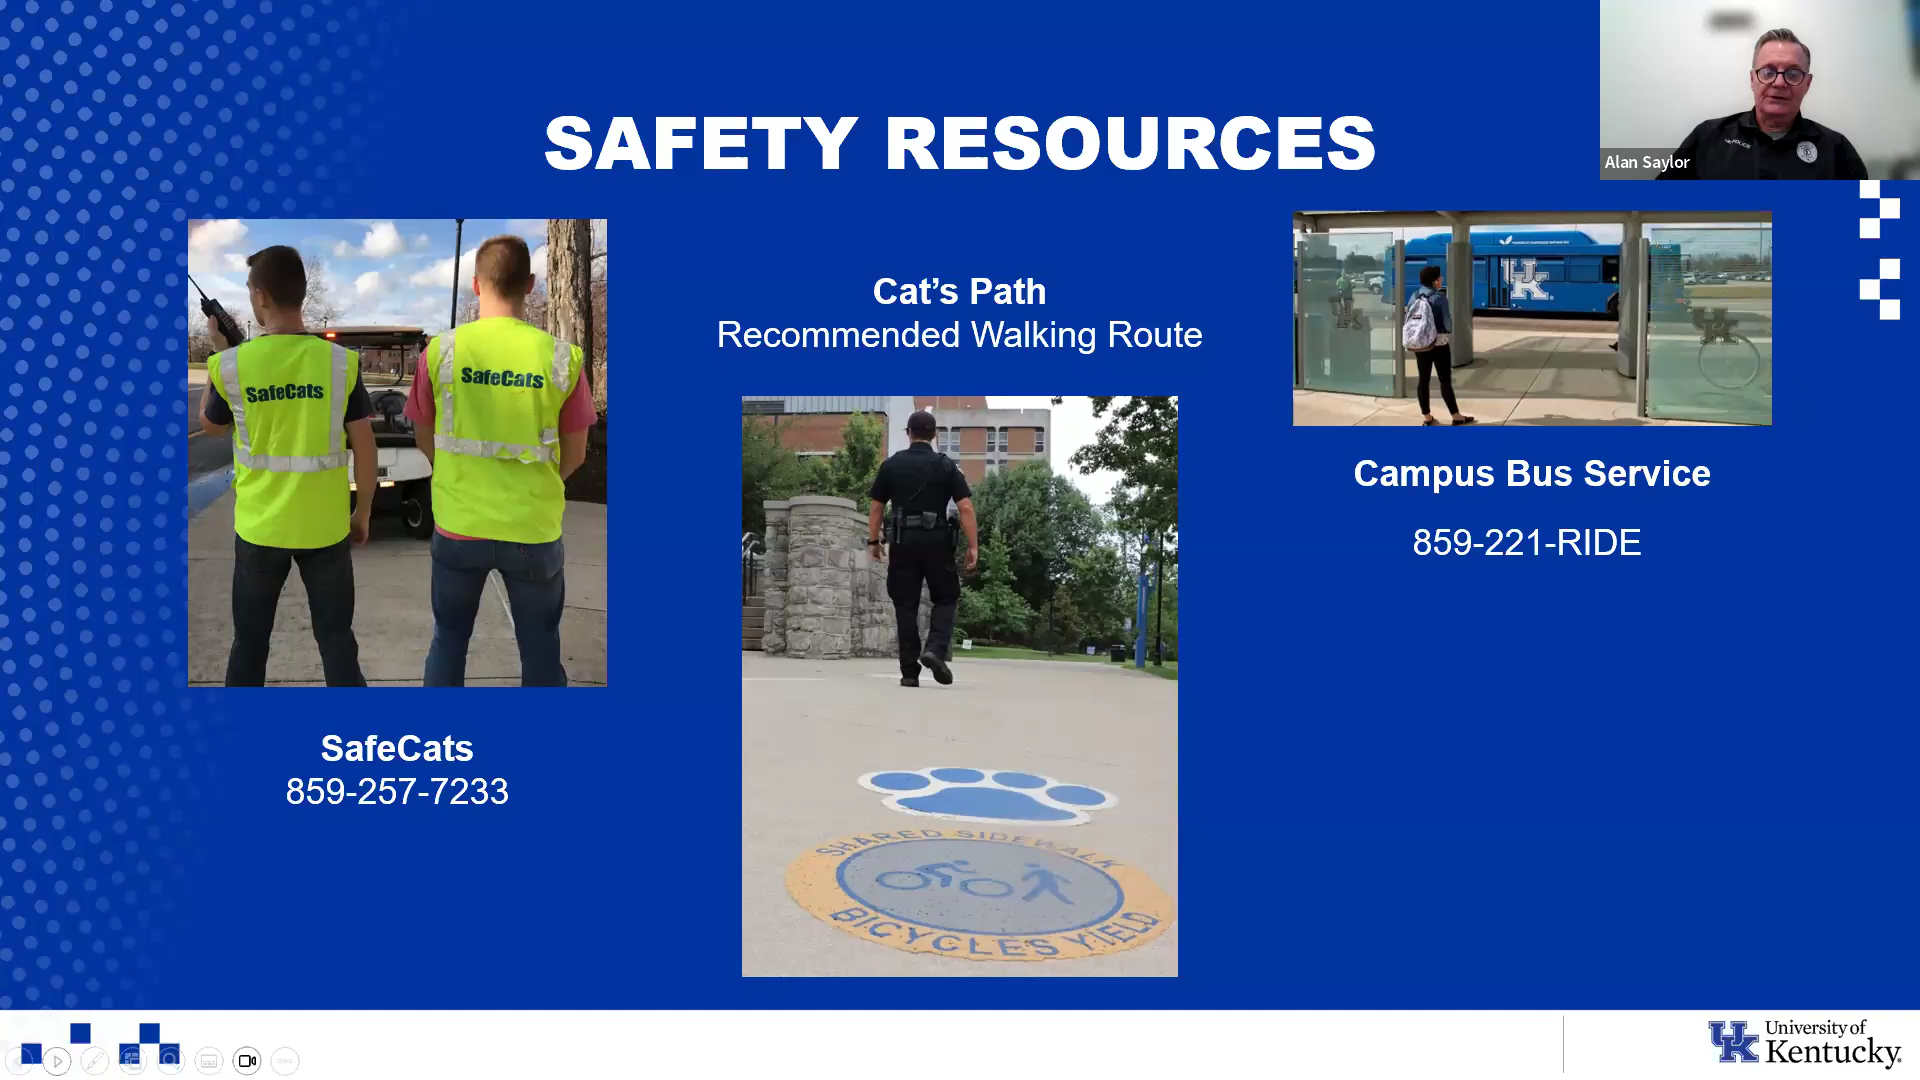 SAFETY RESOURCES
Alan Saylor
SafeCats
SafeCats
SafeCats
859-257-7233
Cat’s Path
Recommended Walking Route
SHARED SIDEWALK
BICYCLES YIELD
UK
Campus Bus Service
859-221-RIDE
UK
University of
Kentucky.